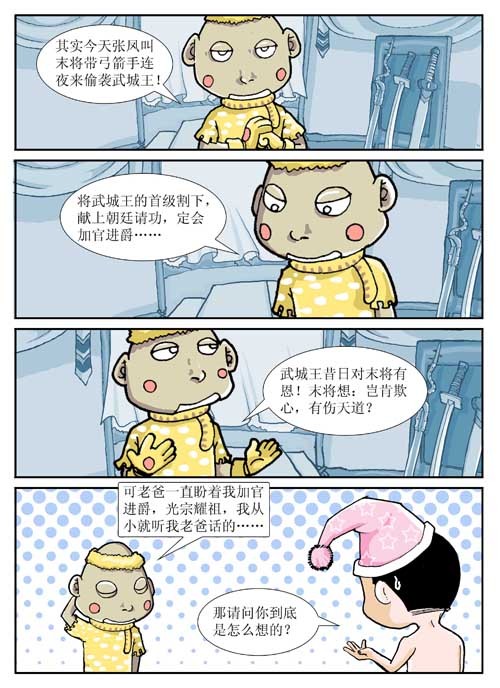 其实今天张凤叫
末将带弓箭手连
夜来偷袭武城王！
将武城王的首级割下，
献上朝廷请功，定会
加官进爵……
武城王昔日对末将有
恩！末将想：岂肯欺
心，有伤天道？
可老爸一直盼着我加官
进爵，光宗耀祖，我从
小就听我老爸话的……
那请问你到底
是怎么想的？